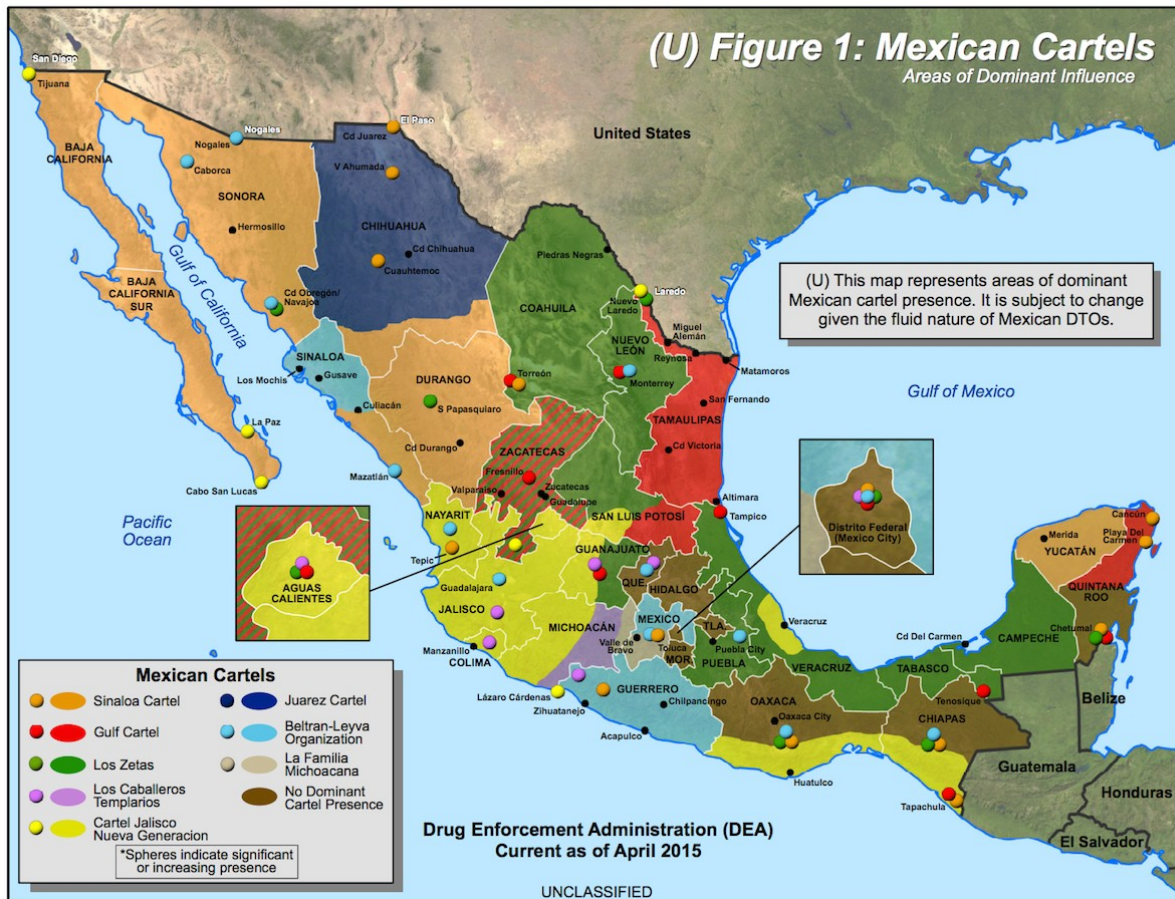 (U) Figure 1: Mexican Cartels
Areas of Dominant Influence
San Diego
Tijuana
Nogales
Nogales
El Paso
Cd Juarez
United States
BAJA
CALIFORNIA
Caborca
V Ahumada
SONORA
Hermosillo
CHIHUAHUA
Cd Chihuahua
Cuauhtemoc
Piedras Negras
Gulf of California
BAJA
CALIFORNIA
SUR
Cd Obregón/
Navajoa
COAHUILA
Laredo
Nuevo
Laredo
(U) This map represents areas of dominant
Mexican cartel presence. It is subject to change
given the fluid nature of Mexican DTOs.
Miguel
Alemán
NUEVO
LEÓN
Reynosa
Matamoros
SINALOA
Los Mochis
Gusave
DURANGO
Torreón
Monterrey
Gulf of Mexico
Culiacán
S Papasquiaro
San Fernando
TAMAULIPAS
La Paz
Cd Durango
ZACATECAS
Cd Victoria
Mazatlán
Fresnillo
Valparaiso
Zucatecas
Guadalupe
Cabo San Lucas
Altimara
Tampico
Pacific
Ocean
NAYARIT
SAN LUIS POTOSÍ
Distrito Federal
(Mexico City)
Cancún
Playa Del
Carmen
Merida
YUCATÁN
Tepic
GUANAJUATO
QUE
HIDALGO
QUINTANA
ROO
AGUAS
CALIENTES
Guadalajara
JALISCO
MICHOACÁN
MEXICO
TLA.
Veracruz
Chetumal
Manzanillo
COLIMA
Valle de
Bravo
Toluca
MOR
Puebla City
PUEBLA
VERACRUZ
Cd Del Carmen
CAMPECHE
TABASCO
Lázaro Cárdenas
Zihuatanejo
GUERRERO
Chilpancingo
OAXACA
Oaxaca City
Tenosique
Belize
Acapulco
CHIAPAS
Huatulco
Guatemala
Tapachula
Honduras
El Salvador
Mexican Cartels
Sinaloa Cartel
Juarez Cartel
Gulf Cartel
Beltran-Leyva
Organization
Los Zetas
La Familia
Michoacana
Los Caballeros
Templarios
No Dominant
Cartel Presence
Cartel Jalisco
Nueva Generacion
*Spheres indicate significant
or increasing presence
Drug Enforcement Administration (DEA)
Current as of April 2015
UNCLASSIFIED